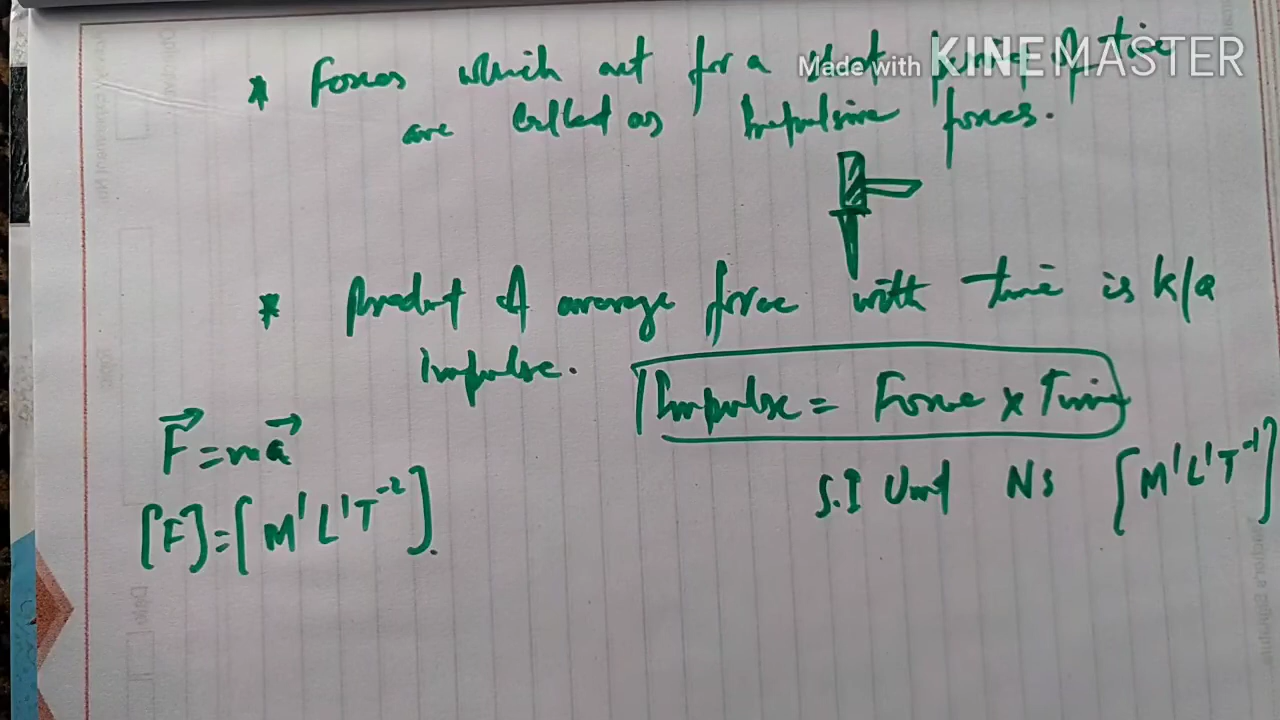 * Forces which act for a short period of time
are called as Impulsive forces.
Made with KINEMASTER
* Product of average force with time is k/a
impulse.
Impulse = Force x Time
F⃗ = ma⃗
S.I Unit Ns [M¹L¹T⁻¹]
[F] = [M¹L¹T⁻²].